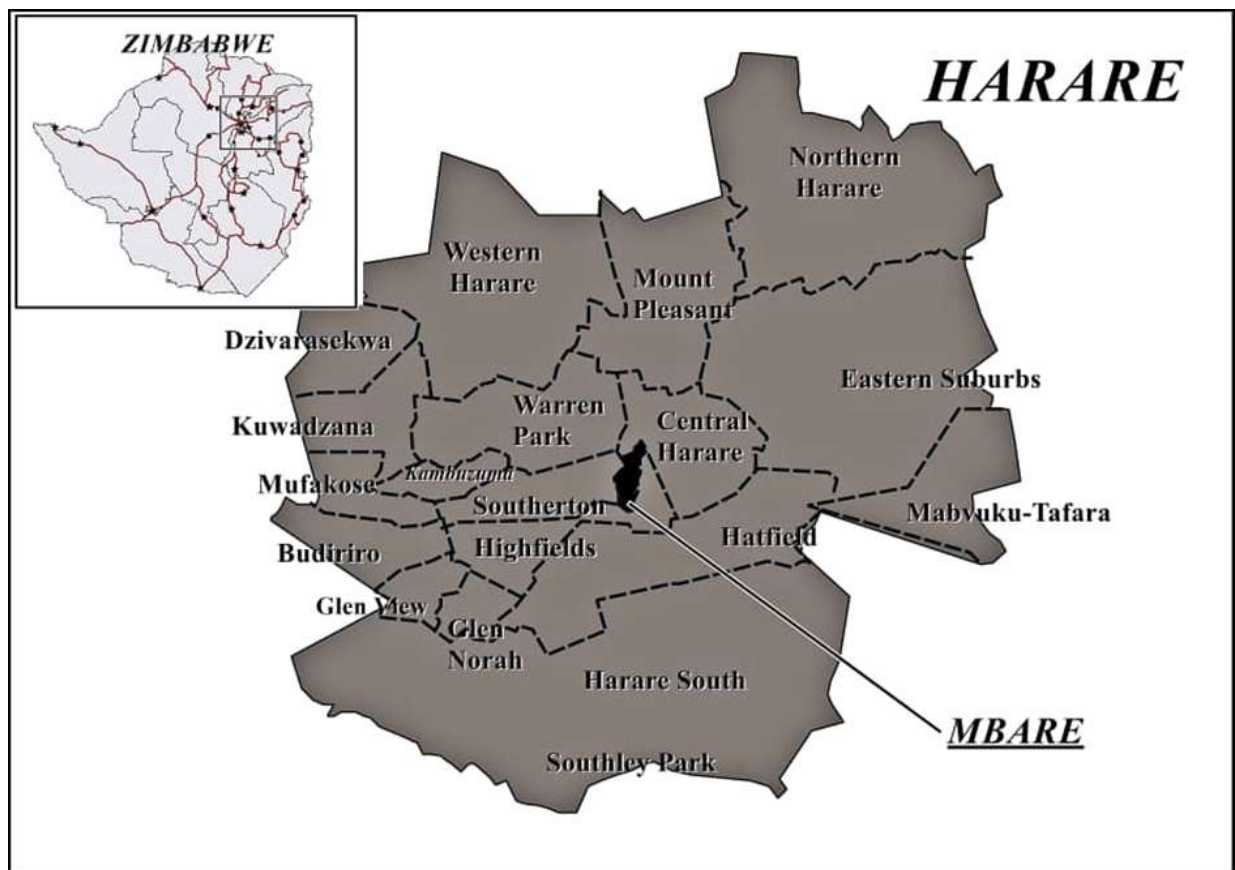 ZIMBABWE
HARARE
Northern
Harare
Western
Harare
Mount
Pleasant
Dzivarasekwa
Eastern Suburbs
Warren
Park
Central
Harare
Kuwadzana
Kambuzuma
Mufakose
Southerton
Mabvuku-Tafara
Hatfield
Highfields
Budiriro
Glen View
Glen
Norah
Harare South
MBARE
Southley Park